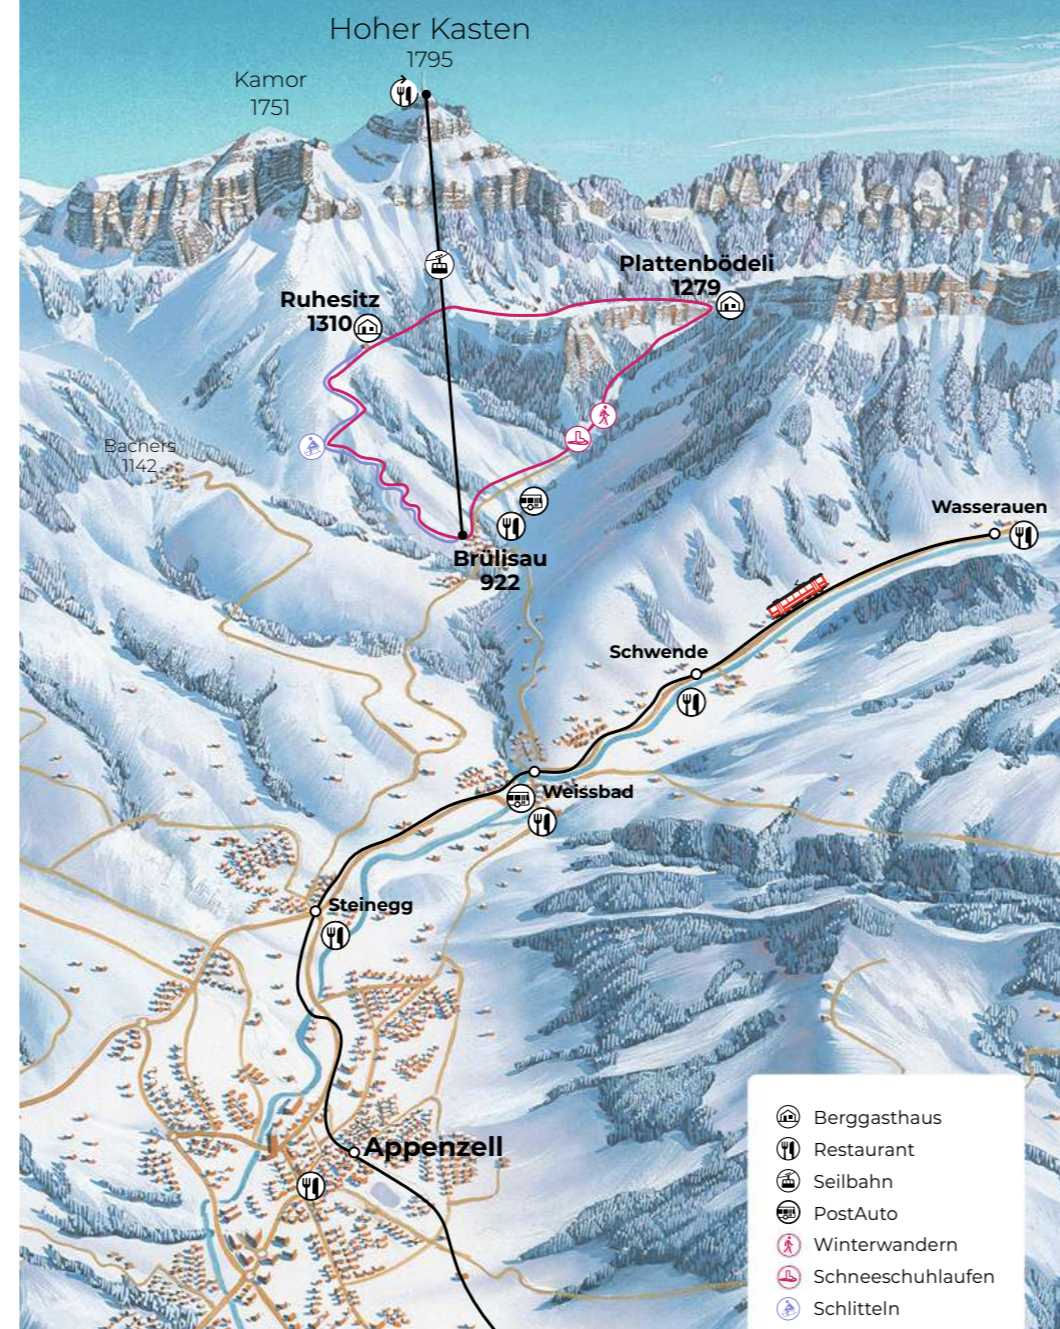 Hoher Kasten
1795
Kamor
1751
Plattenbödeli
1279
Ruhesitz
1310
Bachers
1142
Wasserauen
Brülisau
922
Schwende
Weissbad
Steinegg
Appenzell
Berggasthaus
Restaurant
Seilbahn
PostAuto
Winterwandern
Schneeschuhlaufen
Schlitteln